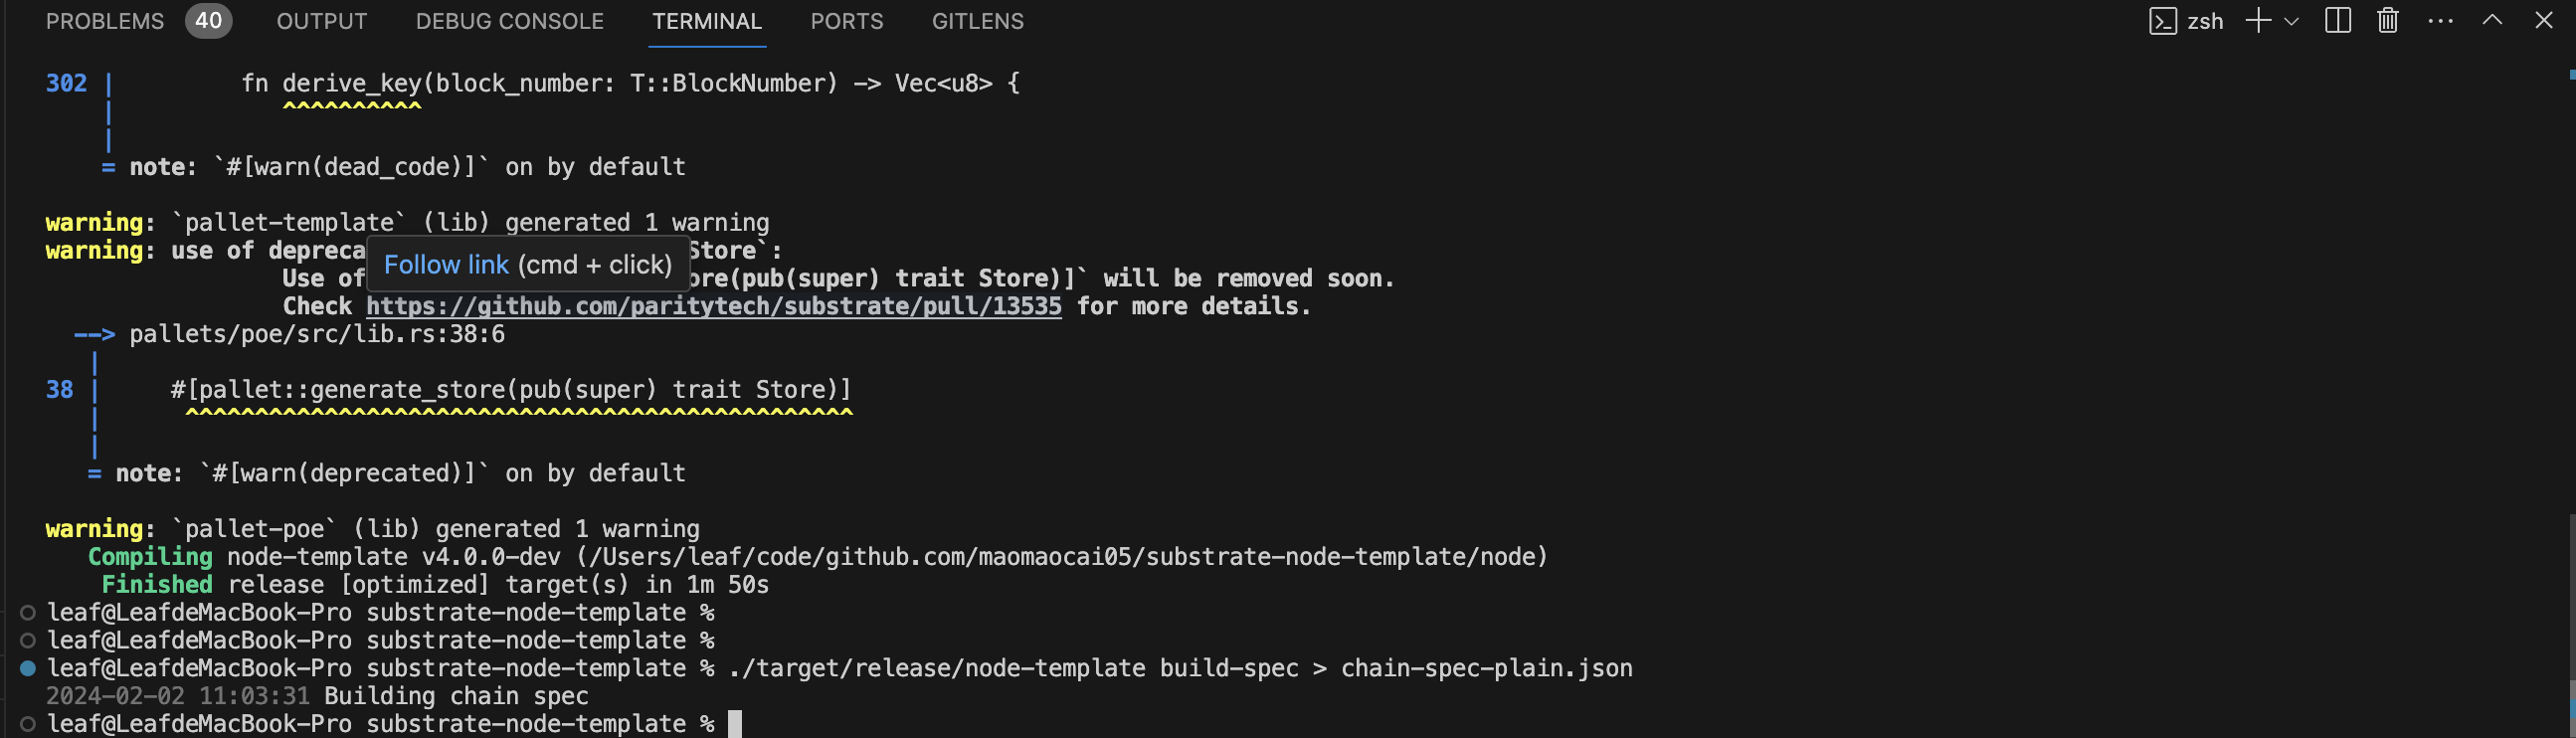 PROBLEMS 40 OUTPUT DEBUG CONSOLE TERMINAL PORTS GITLENS zsh
302 | fn derive_key(block_number: T::BlockNumber) -> Vec<u8> {
| ^^^^^^^^^^
|
= note: `#[warn(dead_code)]` on by default
warning: `pallet-template` (lib) generated 1 warning
warning: use of depreca Store`:
Follow link (cmd + click)
Use of ore(pub(super) trait Store)]` will be removed soon.
Check https://github.com/paritytech/substrate/pull/13535 for more details.
--> pallets/poe/src/lib.rs:38:6
|
38 | #[pallet::generate_store(pub(super) trait Store)]
| ^^^^^^^^^^^^^^^^^^^^^^^^^^^^^^^^^^^^^^^^^^^^^^^^
|
= note: `#[warn(deprecated)]` on by default
warning: `pallet-poe` (lib) generated 1 warning
Compiling node-template v4.0.0-dev (/Users/leaf/code/github.com/maomaocai05/substrate-node-template/node)
Finished release [optimized] target(s) in 1m 50s
leaf@LeafdeMacBook-Pro substrate-node-template %
leaf@LeafdeMacBook-Pro substrate-node-template %
leaf@LeafdeMacBook-Pro substrate-node-template % ./target/release/node-template build-spec > chain-spec-plain.json
2024-02-02 11:03:31 Building chain spec
leaf@LeafdeMacBook-Pro substrate-node-template %